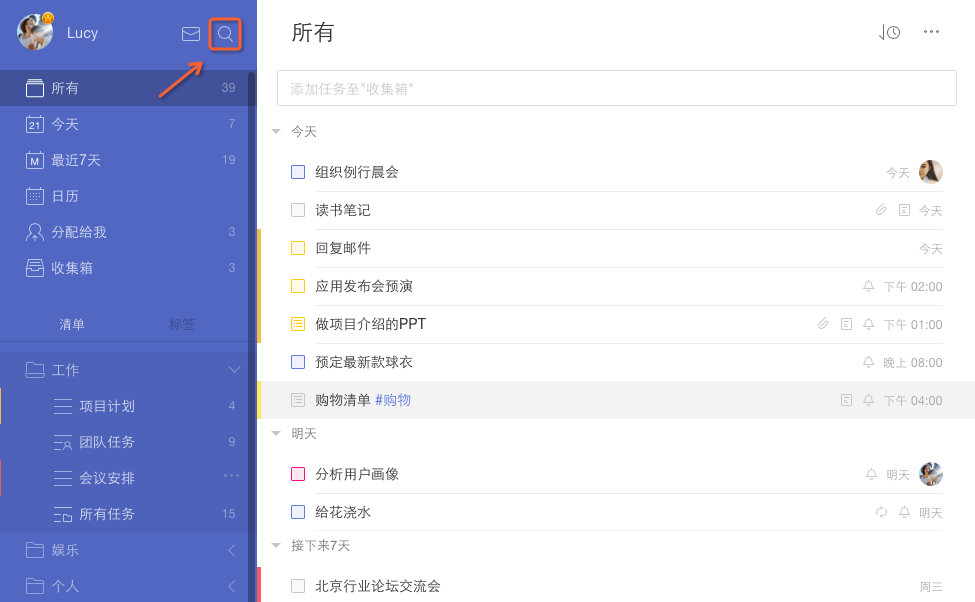 Lucy
所有 39
21 今天 7
M 最近7天 19
日历
分配给我 3
收集箱 3
清单 标签
工作
项目计划 4
团队任务 9
会议安排
所有任务 15
娱乐
个人
所有
添加任务至"收集箱"
今天
组织例行晨会 今天
读书笔记 今天
回复邮件 今天
应用发布会预演 下午 02:00
做项目介绍的PPT 下午 01:00
预定最新款球衣 晚上 08:00
购物清单 #购物 下午 04:00
明天
分析用户画像 明天
给花浇水 明天
接下来7天
北京行业论坛交流会 周三